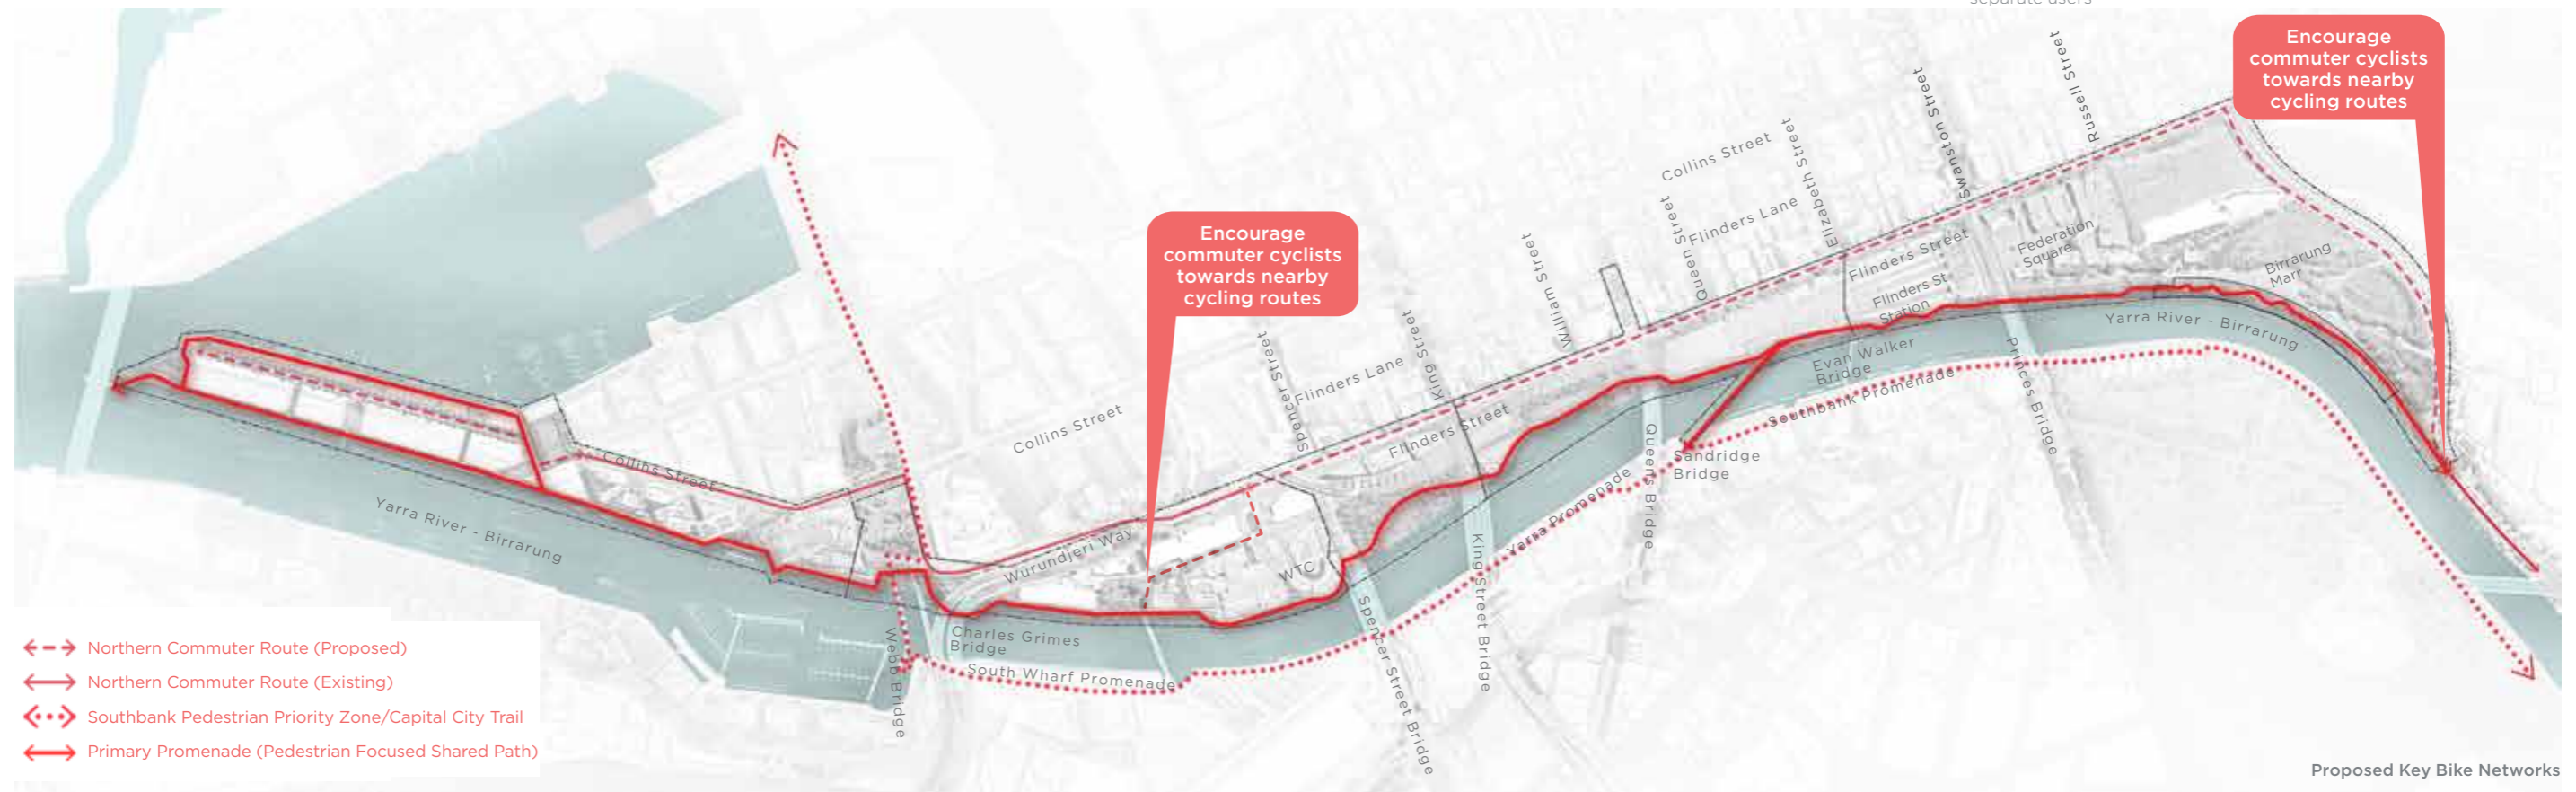 separate users
Encourage
commuter cyclists
towards nearby
cycling routes
Encourage
commuter cyclists
towards nearby
cycling routes
Russell Street
Swanston Street
Collins Street
Elizabeth Street
Flinders Lane
Queen Street
Flinders Street
Federation
Square
Birrarung
Marr
Flinders St
Station
William Street
Yarra River - Birrarung
King Street
Spencer Street
Flinders Lane
Evan Walker
Bridge
Princes Bridge
Southbank Promenade
Collins Street
Flinders Street
Queens Bridge
Sandridge
Bridge
Collins Street
Yarra Promenade
Yarra River - Birrarung
Wurundjeri Way
WTC
King Street Bridge
Spencer Street Bridge
Webb Bridge
Charles Grimes
Bridge
South Wharf Promenade
Northern Commuter Route (Proposed)
Northern Commuter Route (Existing)
Southbank Pedestrian Priority Zone/Capital City Trail
Primary Promenade (Pedestrian Focused Shared Path)
Proposed Key Bike Networks